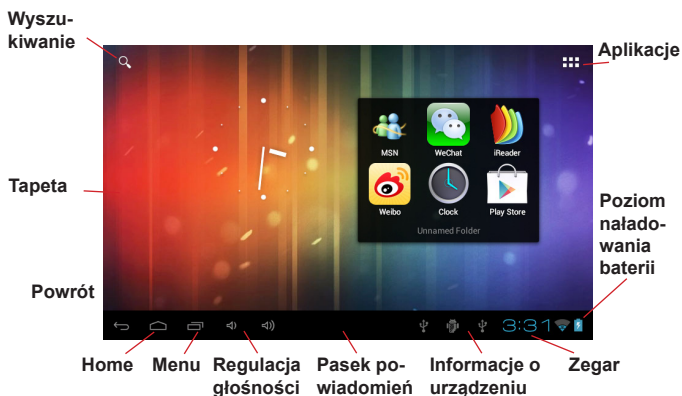 Wyszu-
kiwanie
Aplikacje
MSN WeChat iReader
Tapeta
Weibo Clock Play Store
Unnamed Folder
Poziom
nałado-
wania
baterii
Powrót
3:31
Home Menu Regulacja Pasek po- Informacje o Zegar
głośności wiadomień urządzeniu